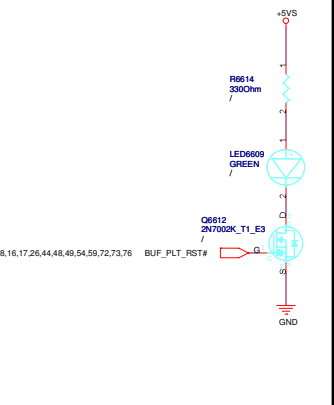 +5VS
1
R6614
330Ohm
/
2
1
LED6609
GREEN
/
2
D
Q6612
2N7002K_T1_E3
/
8,16,17,26,44,48,49,54,59,72,73,76 BUF_PLT_RST# G
S
GND